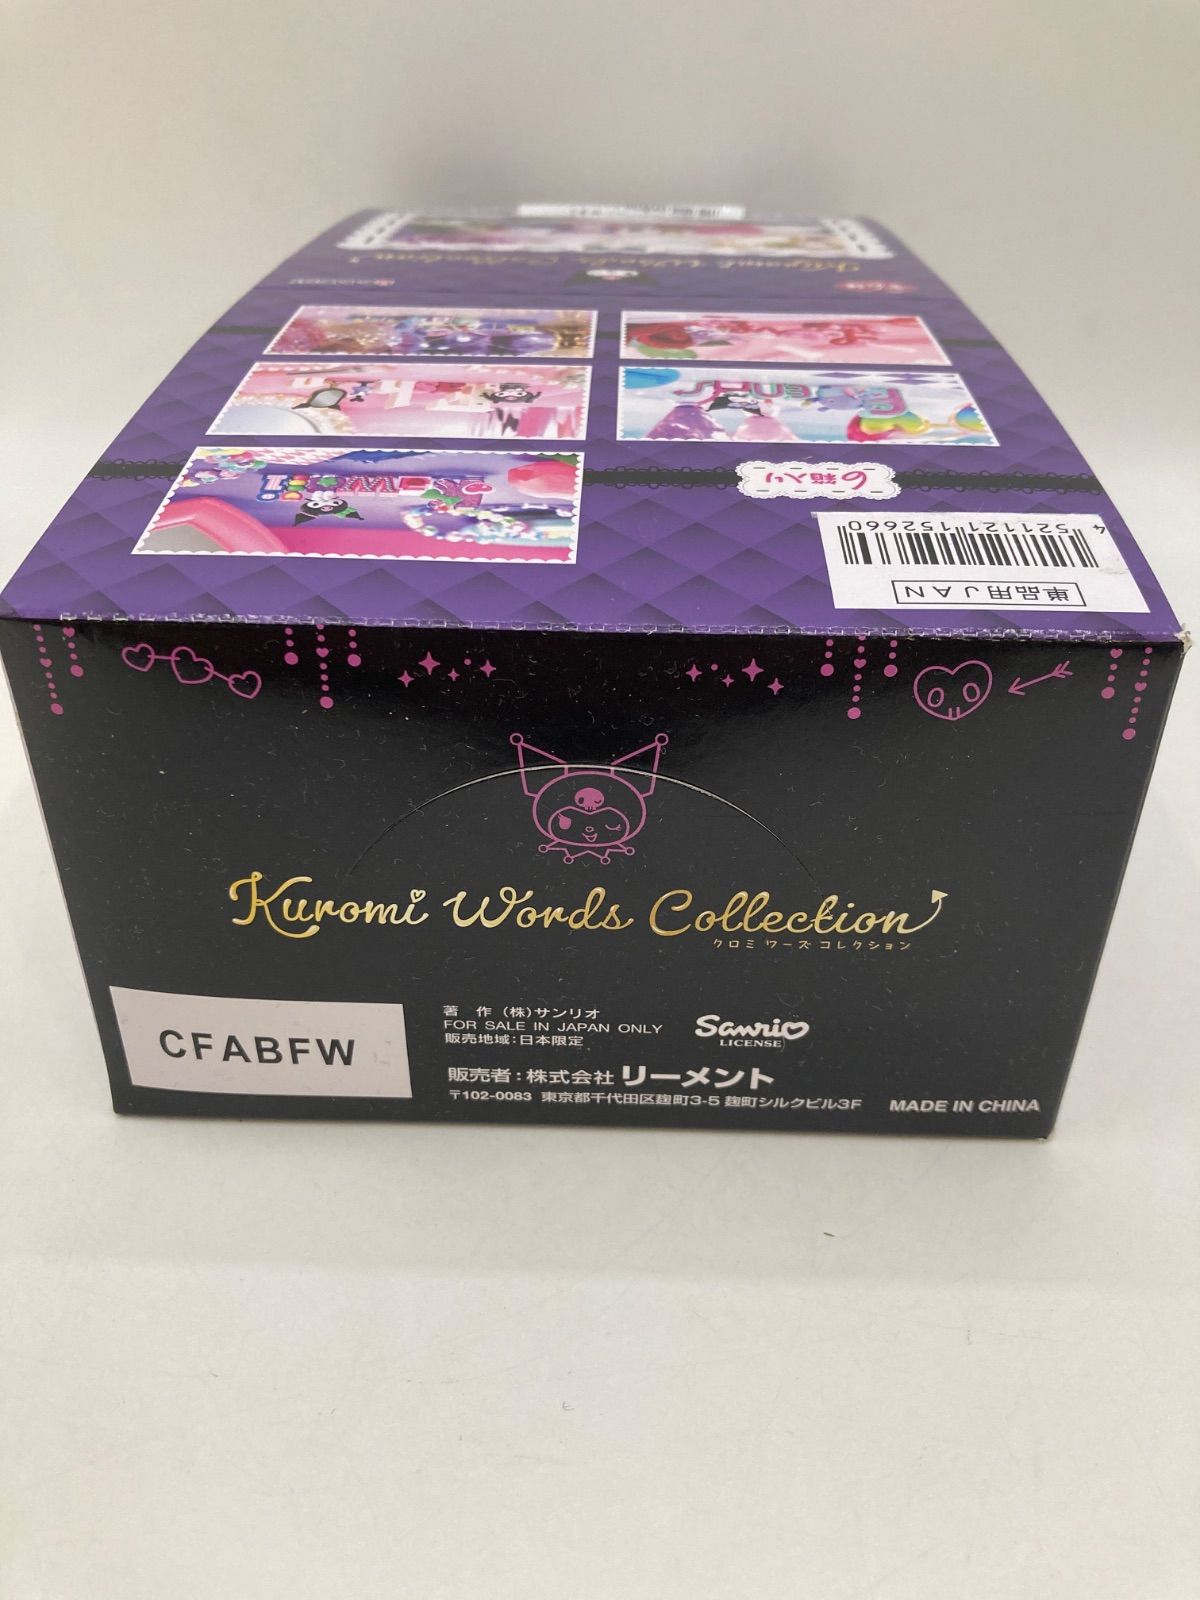 6箱入り
4 521121 152660
単品用JAN
Kuromi Words Collection
クロミ ワーズ コレクション
CFABFW
著 作 (株)サンリオ
FOR SALE IN JAPAN ONLY
販売地域:日本限定
Sanrio
LICENSE
販売者:株式会社 リーメント
〒102-0083 東京都千代田区麹町3-5 麹町シルクビル3F
MADE IN CHINA